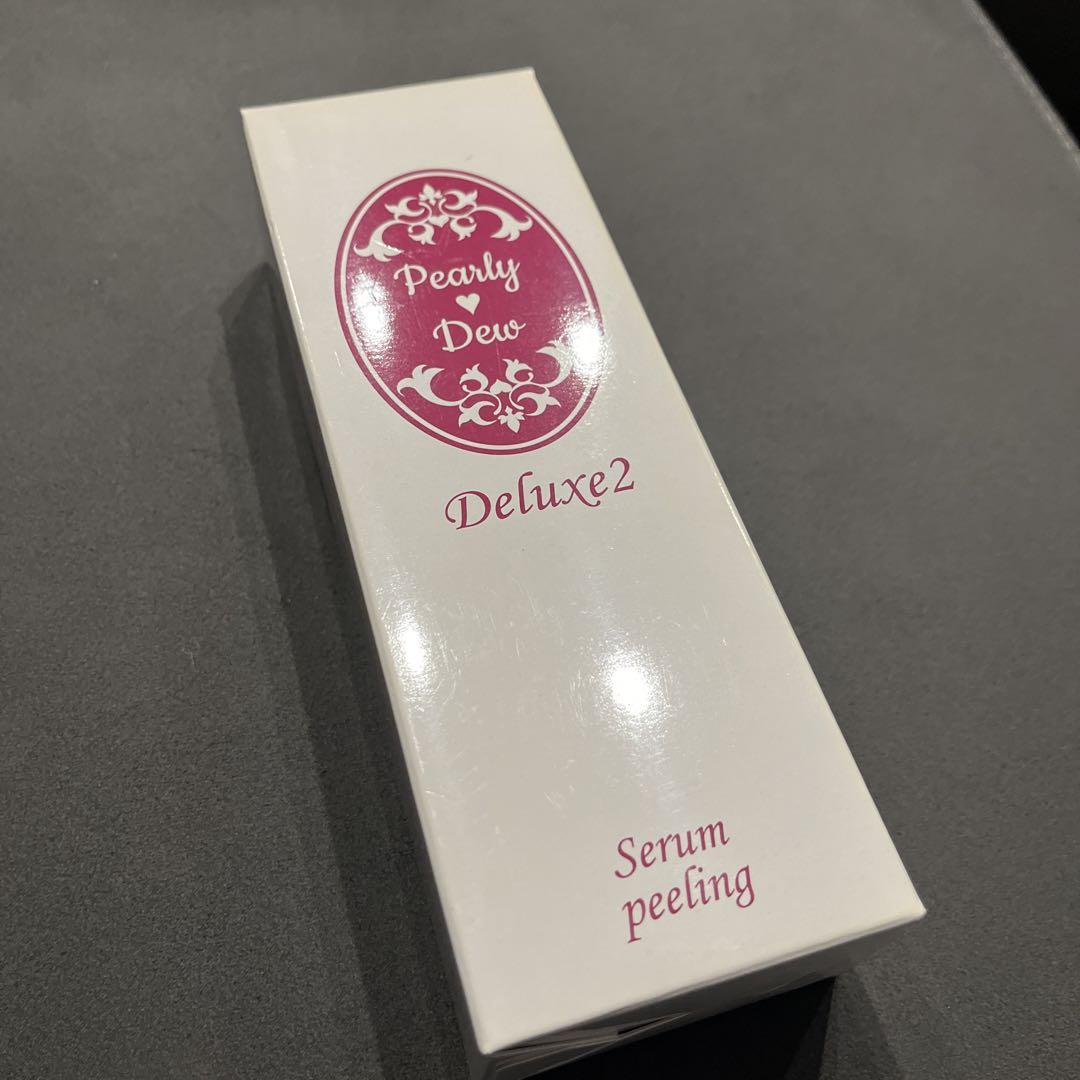 Pearly
Dew
Deluxe2
Serum
peeling